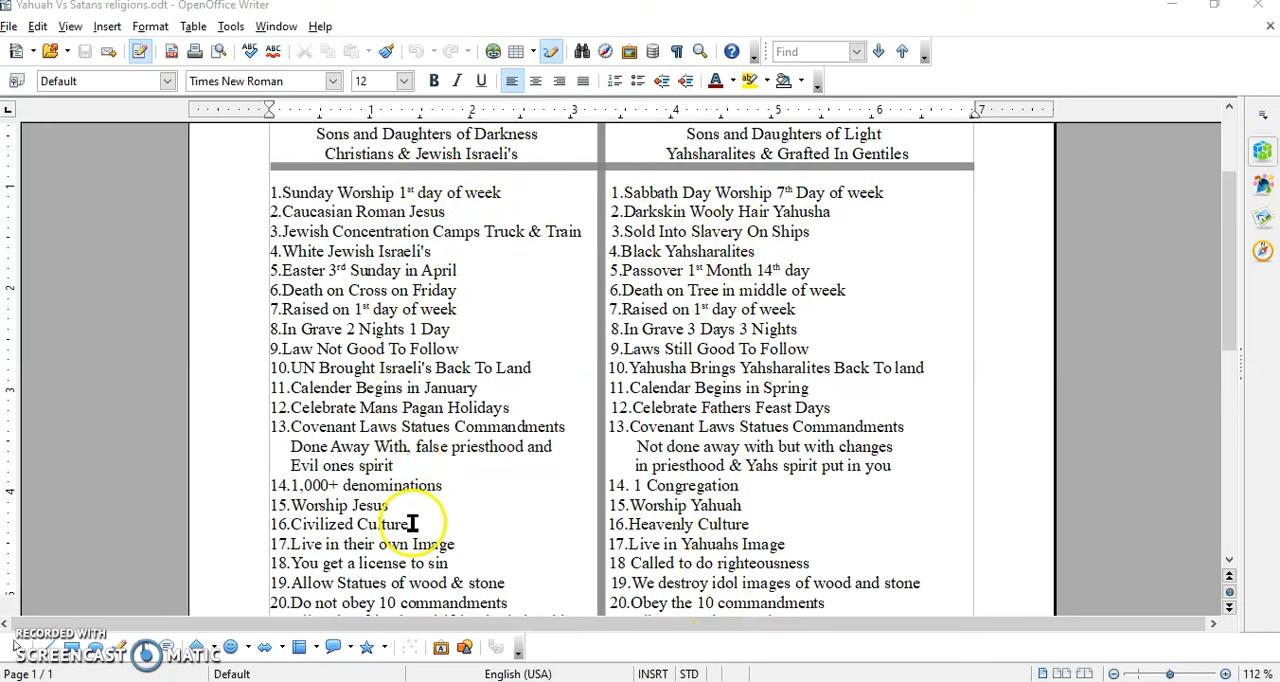 Yahuah Vs Satans religions.odt - OpenOffice Writer
File Edit View Insert Format Table Tools Window Help
Find
Default Times New Roman 12
1 2 3 4 5 6 7
Sons and Daughters of Darkness
Christians & Jewish Israeli's
1.Sunday Worship 1st day of week
2.Caucasian Roman Jesus
3.Jewish Concentration Camps Truck & Train
4.White Jewish Israeli's
5.Easter 3rd Sunday in April
6.Death on Cross on Friday
7.Raised on 1st day of week
8.In Grave 2 Nights 1 Day
9.Law Not Good To Follow
10.UN Brought Israeli's Back To Land
11.Calender Begins in January
12.Celebrate Mans Pagan Holidays
13.Covenant Laws Statues Commandments
Done Away With, false priesthood and
Evil ones spirit
14.1,000+ denominations
15.Worship Jesus
16.Civilized Culture
17.Live in their own Image
18.You get a license to sin
19.Allow Statues of wood & stone
20.Do not obey 10 commandments
Sons and Daughters of Light
Yahsharalites & Grafted In Gentiles
1.Sabbath Day Worship 7th Day of week
2.Darkskin Wooly Hair Yahusha
3.Sold Into Slavery On Ships
4.Black Yahsharalites
5.Passover 1st Month 14th day
6.Death on Tree in middle of week
7.Raised on 1st day of week
8.In Grave 3 Days 3 Nights
9.Laws Still Good To Follow
10.Yahusha Brings Yahsharalites Back To land
11.Calendar Begins in Spring
12.Celebrate Fathers Feast Days
13.Covenant Laws Statues Commandments
Not done away with but with changes
in priesthood & Yahs spirit put in you
14. 1 Congregation
15.Worship Yahuah
16.Heavenly Culture
17.Live in Yahuahs Image
18 Called to do righteousness
19.We destroy idol images of wood and stone
20.Obey the 10 commandments
RECORDED WITH
SCREENCAST MATIC
Page 1 / 1 Default English (USA) INSRT STD 112 %